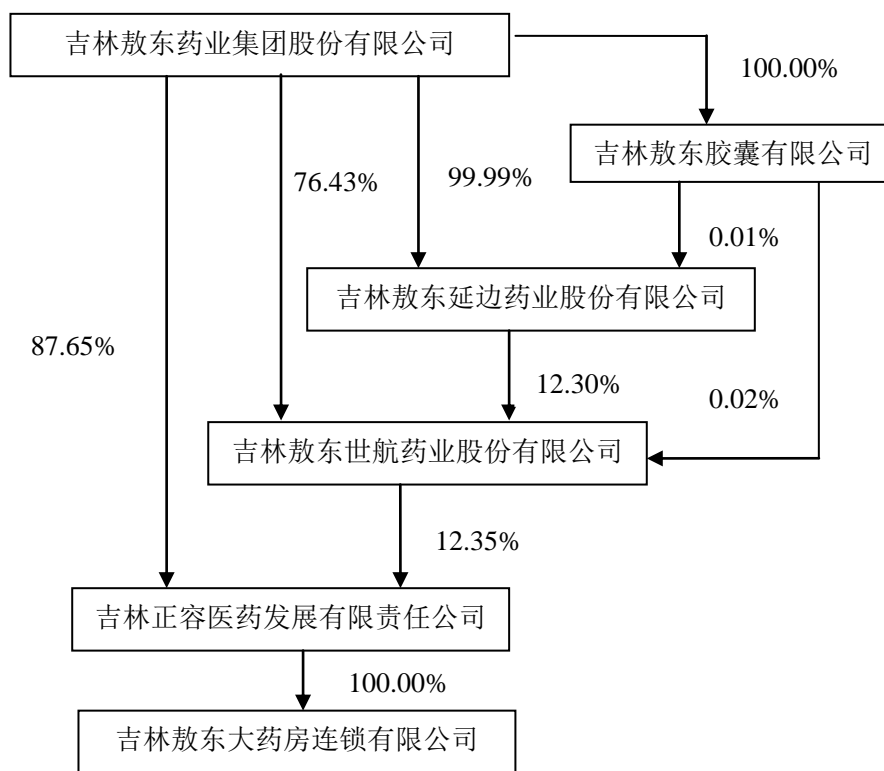 吉林敖东药业集团股份有限公司
100.00%
吉林敖东胶囊有限公司
76.43%
99.99%
0.01%
吉林敖东延边药业股份有限公司
87.65%
12.30%
0.02%
吉林敖东世航药业股份有限公司
12.35%
吉林正容医药发展有限责任公司
100.00%
吉林敖东大药房连锁有限公司